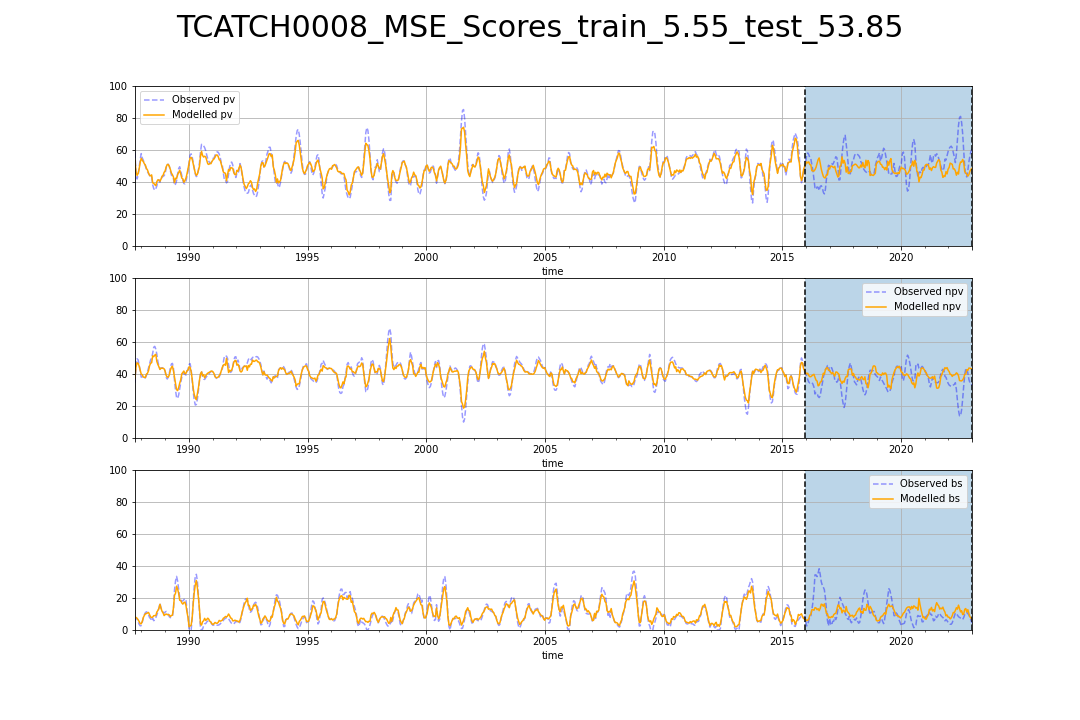 TCATCH0008_MSE_Scores_train_5.55_test_53.85
100
80
60
40
20
0
Observed pv
Modelled pv
1990 1995 2000 2005 2010 2015 2020
time
100
80
60
40
20
0
Observed npv
Modelled npv
1990 1995 2000 2005 2010 2015 2020
time
100
80
60
40
20
0
Observed bs
Modelled bs
1990 1995 2000 2005 2010 2015 2020
time